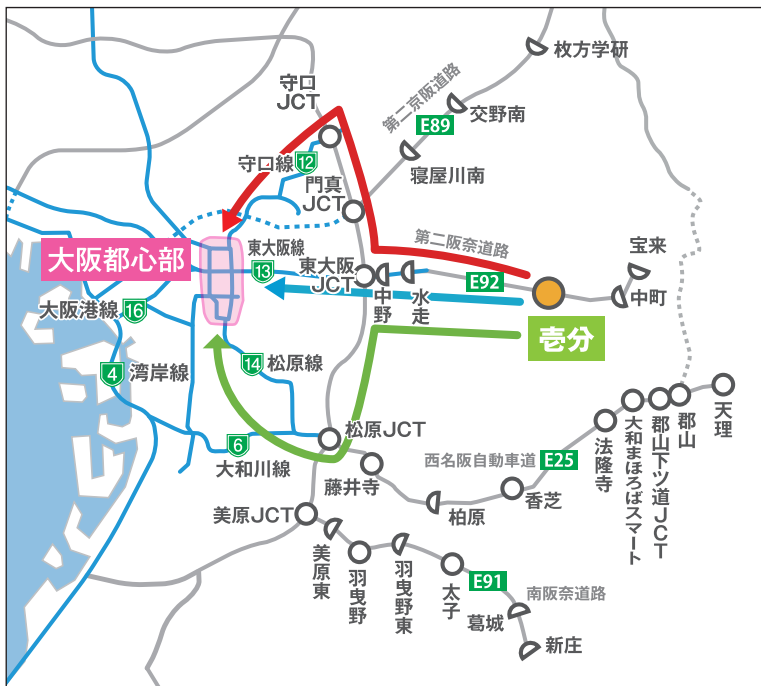 枚方学研
守口
JCT
第二京阪道路
交野南
E89
守口線
12
寝屋川南
門真
JCT
大阪都心部
東大阪線
13
東大阪
JCT
第二阪奈道路
宝来
E92
中野
水走
中町
大阪港線
16
壱分
4
湾岸線
14
松原線
6
大和川線
松原JCT
西名阪自動車道
E25
天理
郡山
郡山下ツ道JCT
大和まほろばスマート
法隆寺
藤井寺
香芝
柏原
美原JCT
美原東
羽曳野
羽曳野東
太子
E91
南阪奈道路
葛城
新庄